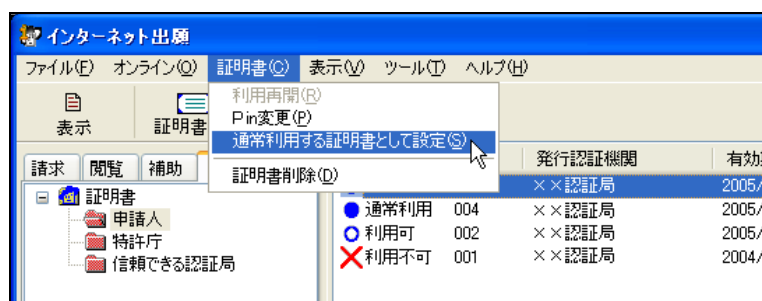 インターネット出願
ファイル(F) オンライン(O) 証明書(C) 表示(V) ツール(T) ヘルプ(H)
利用再開(R)
Pin変更(P)
通常利用する証明書として設定(S)
証明書削除(D)
表示 証明書
請求 閲覧 補助
発行認証機関 有効
証明書
申請人
特許庁
信頼できる認証局
××認証局 2005/
通常利用 004 ××認証局 2005/
利用可 002 ××認証局 2005/
利用不可 001 ××認証局 2004/